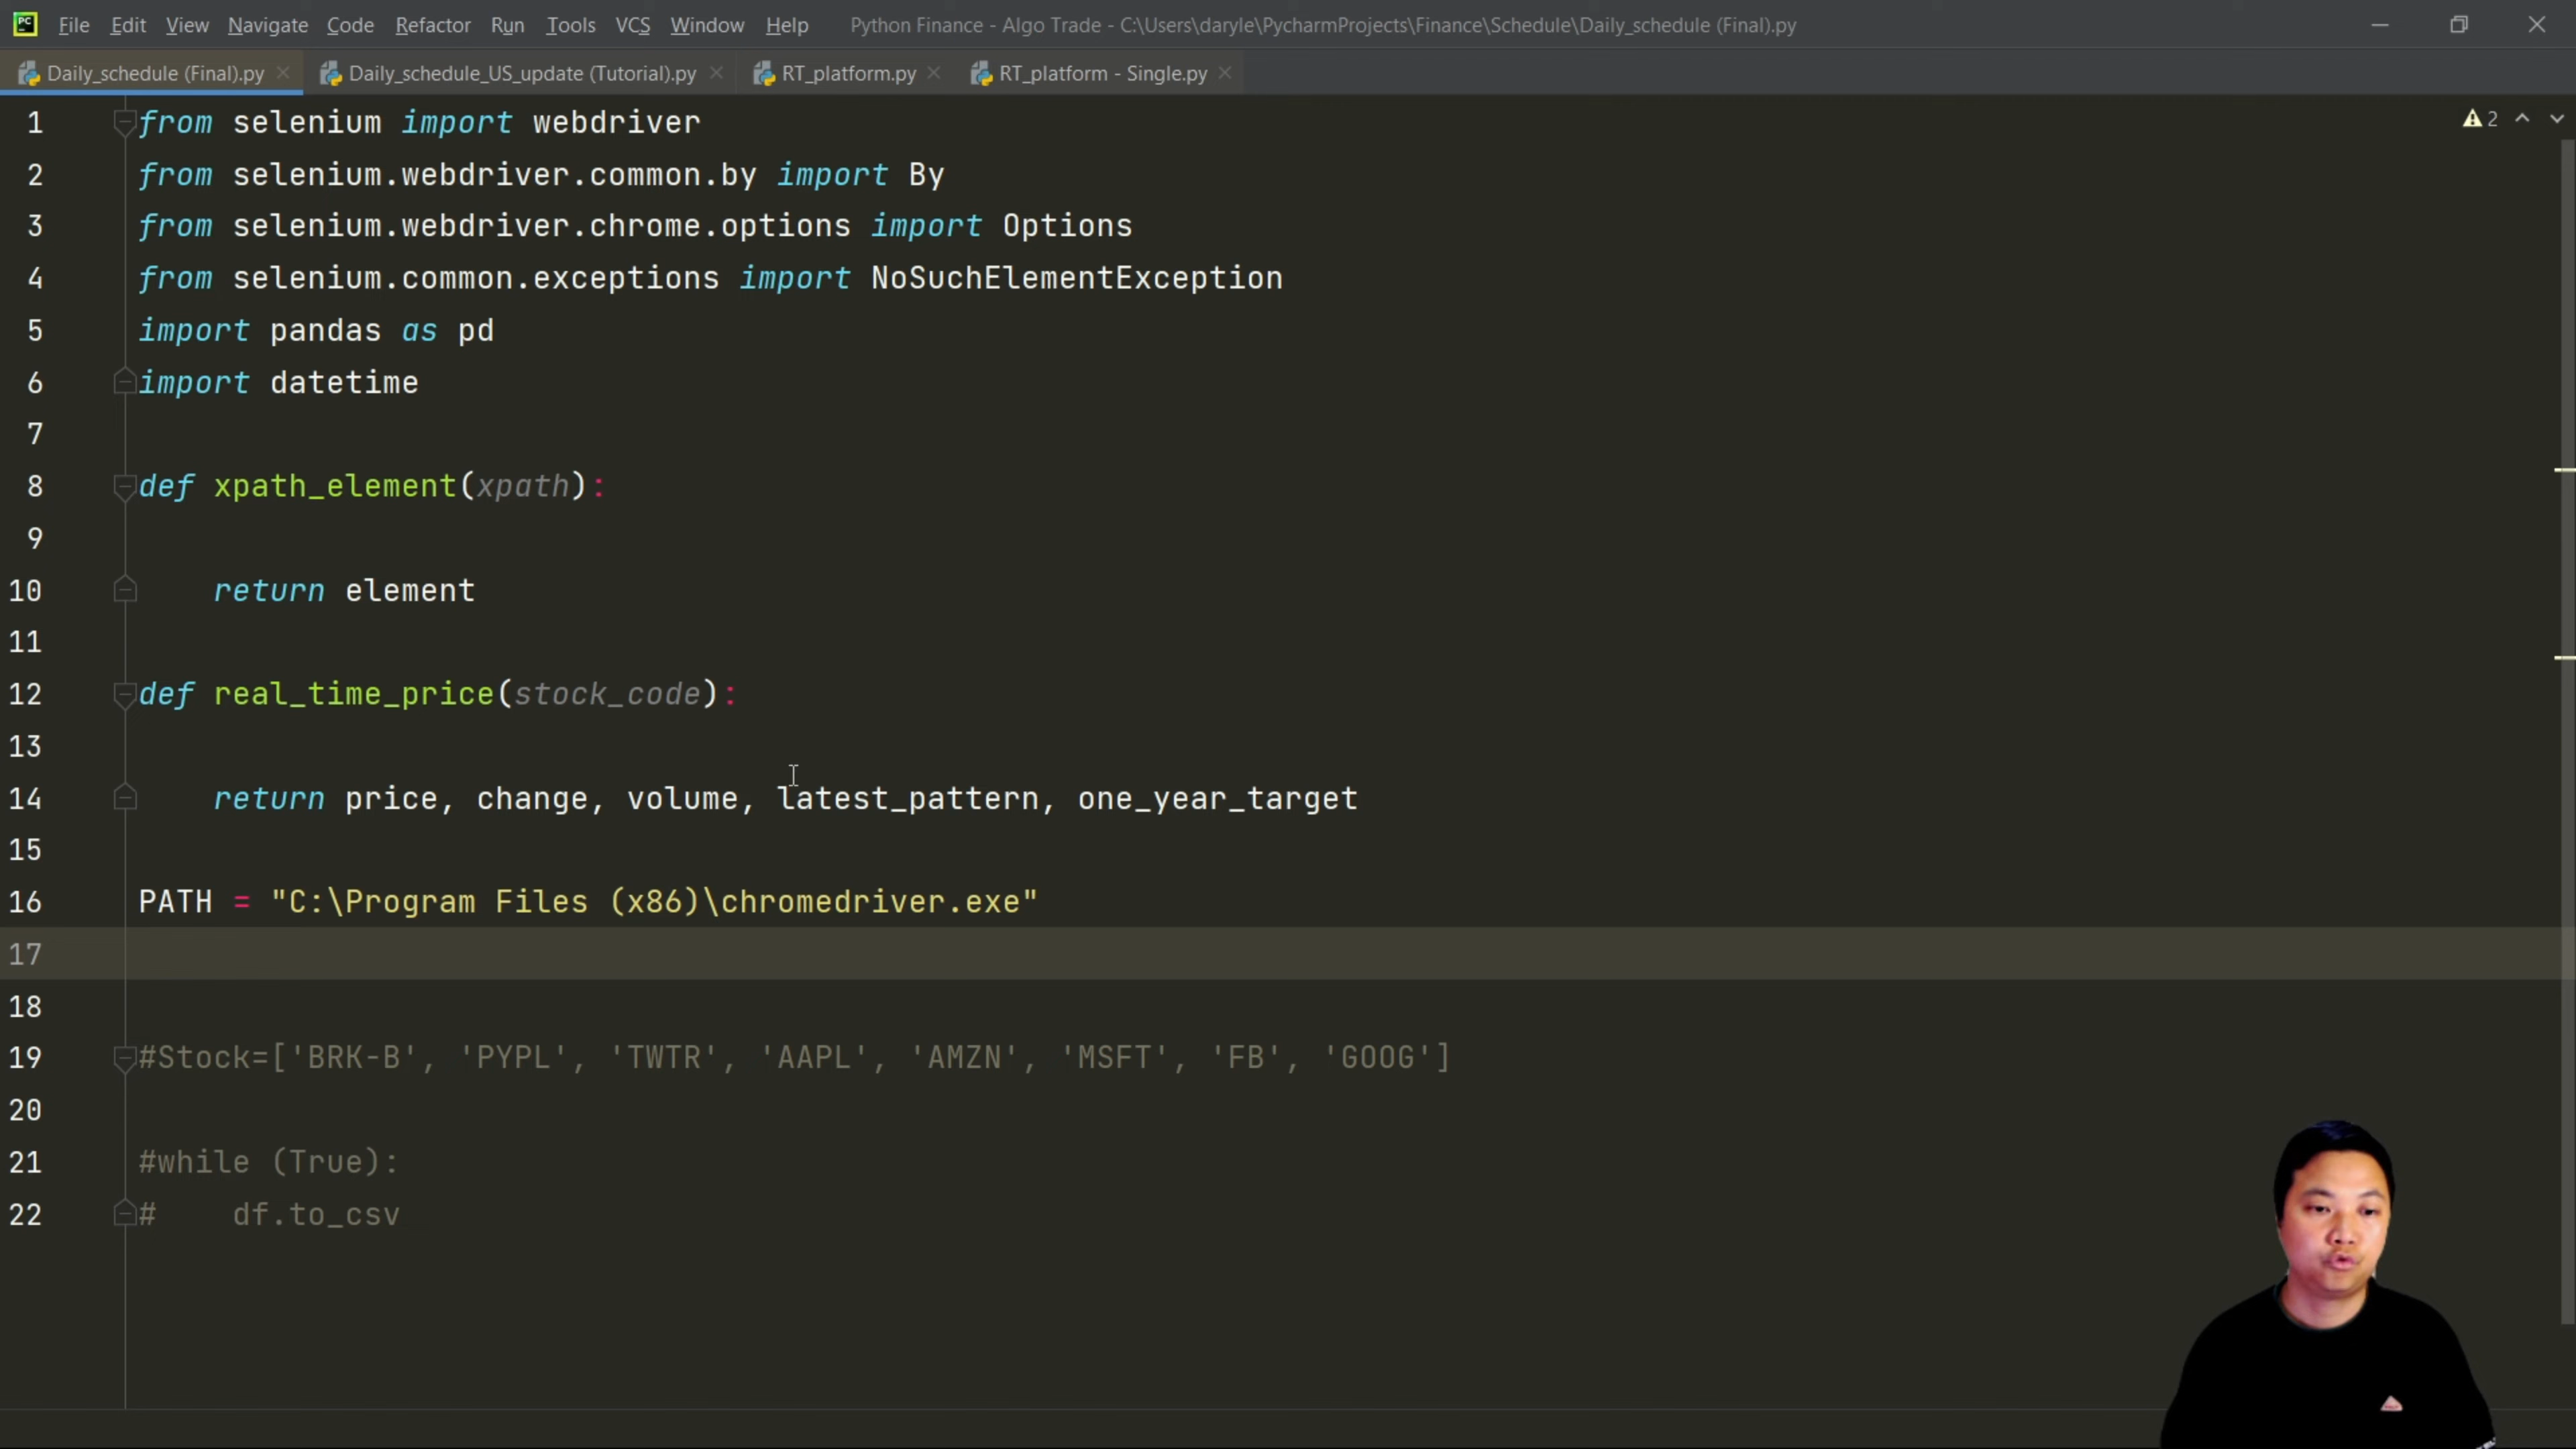 PC File Edit View Navigate Code Refactor Run Tools VCS Window Help Python Finance - Algo Trade - C:\Users\daryle\PycharmProjects\Finance\Schedule\Daily_schedule (Final).py
Daily_schedule (Final).py Daily_schedule_US_update (Tutorial).py RT_platform.py RT_platform - Single.py
1 from selenium import webdriver 2
2 from selenium.webdriver.common.by import By
3 from selenium.webdriver.chrome.options import Options
4 from selenium.common.exceptions import NoSuchElementException
5 import pandas as pd
6 import datetime
7
8 def xpath_element(xpath):
9
10     return element
11
12 def real_time_price(stock_code):
13
14     return price, change, volume, latest_pattern, one_year_target
15
16 PATH = "C:\Program Files (x86)\chromedriver.exe"
17
18
19 #Stock=['BRK-B', 'PYPL', 'TWTR', 'AAPL', 'AMZN', 'MSFT', 'FB', 'GOOG']
20
21 #while (True):
22 #    df.to_csv